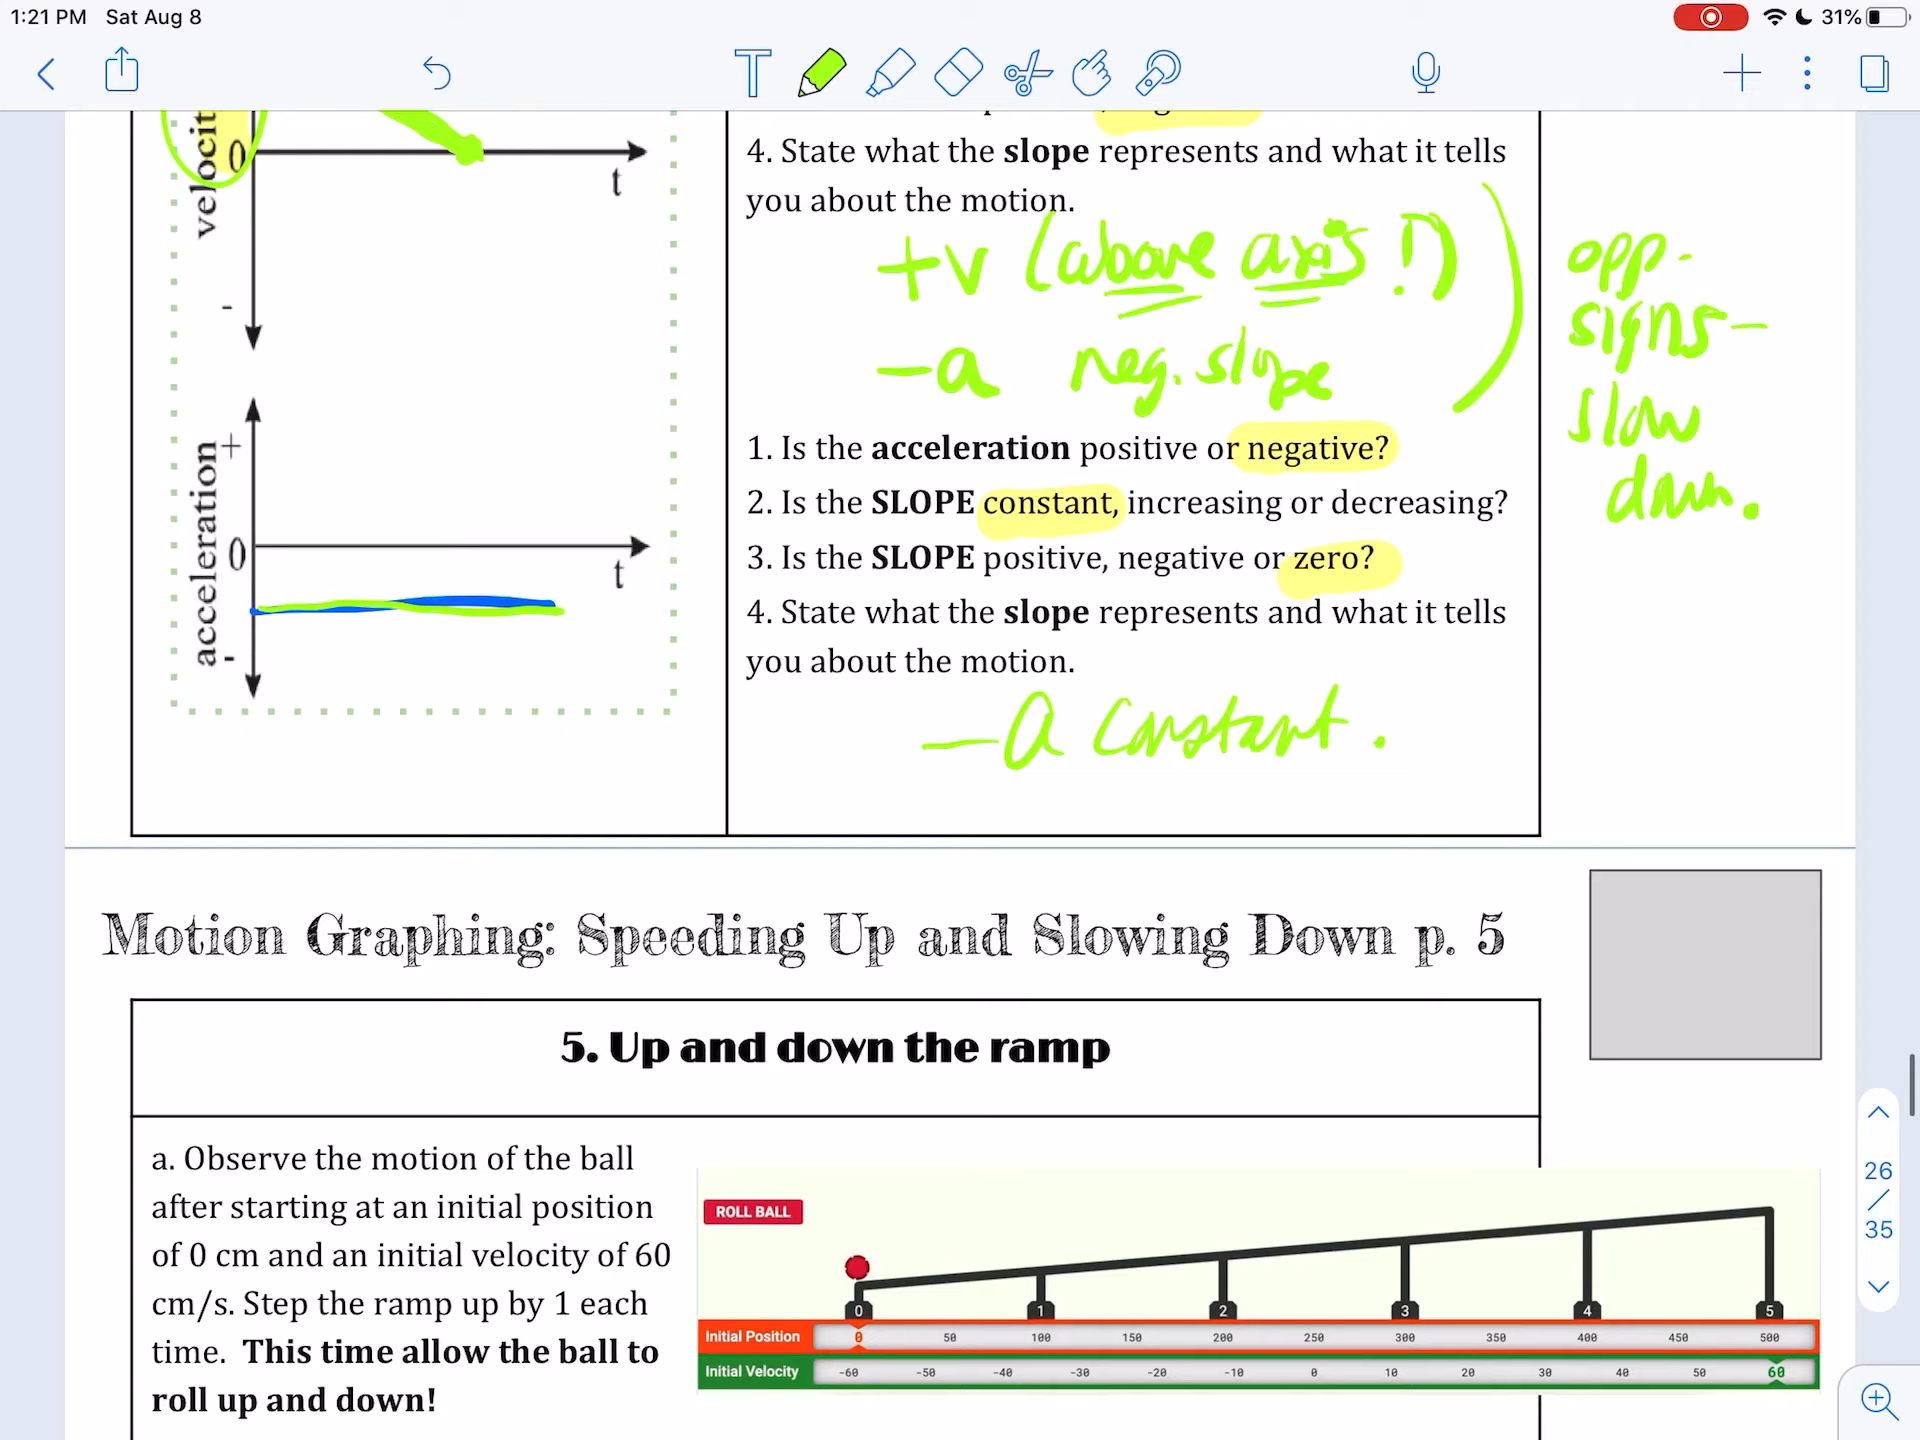 1:21 PM Sat Aug 8
31%
velocit
0
t
-
4. State what the slope represents and what it tells
you about the motion.
+v (above axis!)
-a neg. slope
opp.
signs-
slow
down.
acceleration
+
0
t
-
1. Is the acceleration positive or negative?
2. Is the SLOPE constant, increasing or decreasing?
3. Is the SLOPE positive, negative or zero?
4. State what the slope represents and what it tells
you about the motion.
-a constant.
Motion Graphing: Speeding Up and Slowing Down p. 5
5. Up and down the ramp
a. Observe the motion of the ball
after starting at an initial position
of 0 cm and an initial velocity of 60
cm/s. Step the ramp up by 1 each
time. This time allow the ball to
roll up and down!
ROLL BALL
0 1 2 3 4 5
Initial Position 0 50 100 150 200 250 300 350 400 450 500
Initial Velocity -60 -50 -40 -30 -20 -10 0 10 20 30 40 50 60
26
/
35